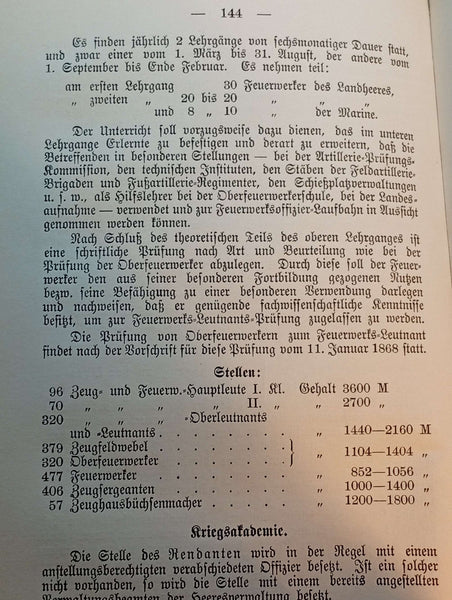 — 144 —
Es finden jährlich 2 Lehrgänge von sechsmonatiger Dauer statt,
und zwar einer vom 1. März bis 31. August, der andere vom
1. September bis Ende Februar. Es nehmen teil:
am ersten Lehrgang 30 Feuerwerker des Landheeres,
„ zweiten „ 20 bis 20 „ „ „
und 8 „ 10 „ der Marine.
Der Unterricht soll vorzugsweise dazu dienen, das im unteren
Lehrgange Erlernte zu befestigen und derart zu erweitern, daß die
Betreffenden in besonderen Stellungen — bei der Artillerie-Prüfungs-
Kommission, den technischen Instituten, den Stäben der Feldartillerie-
Brigaden und Fußartillerie-Regimenter, den Schießplatzverwaltungen
u. s. w., als Hilfslehrer bei der Oberfeuerwerkerschule, bei der Landes-
aufnahme — verwendet und zur Feuerwerksoffizier-Laufbahn in Aussicht
genommen werden können.
Nach Schluß des theoretischen Teils des oberen Lehrganges ist
eine schriftliche Prüfung nach Art und Beurteilung wie bei der
Prüfung der Oberfeuerwerker abzulegen. Durch diese soll der Feuer-
werker den aus seiner besonderen Fortbildung gezogenen Nutzen
bezw. seine Befähigung zu einer besonderen Verwendung darlegen
und nachweisen, daß er genügende fachwissenschaftliche Kenntnisse
besitzt, um zur Feuerwerks-Leutnants-Prüfung zugelassen zu werden.
Die Prüfung von Oberfeuerwerkern zum Feuerwerks-Leutnant
findet nach der Vorschrift für diese Prüfung vom 11. Januar 1868 statt.
Stellen:
96 Zeug- und Feuerw.-Hauptleute I. Kl. Gehalt 3600 M
70 „ „ „ „ II. „ „ 2700 „
320 „ „ „ -Oberleutnants
und -Leutnants . . . . . . . „ 1440—2160 M
379 Zeugfeldwebel . . . . . . . } „ 1104—1404 „
320 Oberfeuerwerker . . . . . .
477 Feuerwerker . . . . . . . . „ 852—1056 „
406 Zeugsergeanten . . . . . . . „ 1000—1400 „
57 Zeughausbüchsenmacher . . . . „ 1200—1800 „
Kriegsakademie.
Die Stelle des Rendanten wird in der Regel mit einem
anstellungsberechtigten verabschiedeten Offizier besetzt. Ist ein solcher
nicht vorhanden, so wird die Stelle mit einem bereits angestellten
Verwaltungsbeamten der Heeresverwaltung besetzt.